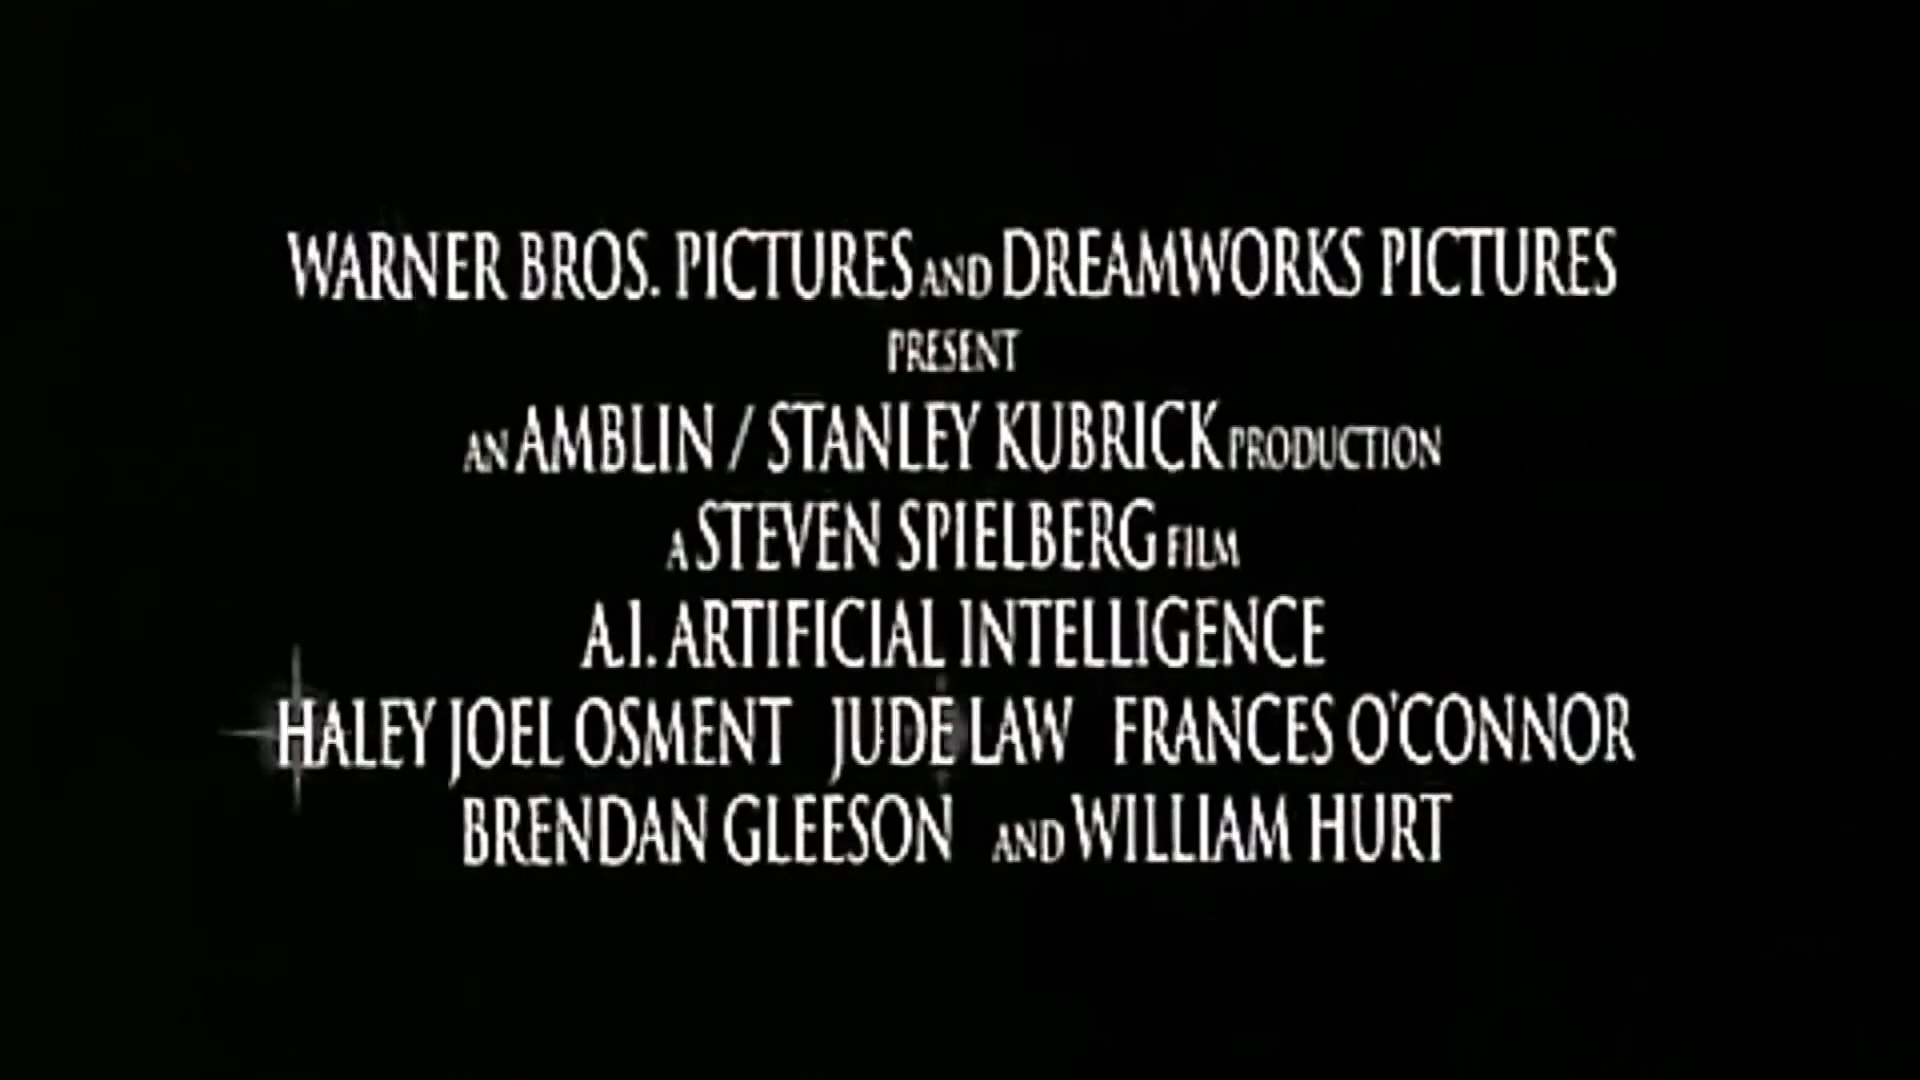 WARNER BROS. PICTURES AND DREAMWORKS PICTURES
PRESENT
AN AMBLIN / STANLEY KUBRICK PRODUCTION
A STEVEN SPIELBERG FILM
A.I. ARTIFICIAL INTELLIGENCE
HALEY JOEL OSMENT JUDE LAW FRANCES O'CONNOR
BRENDAN GLEESON AND WILLIAM HURT